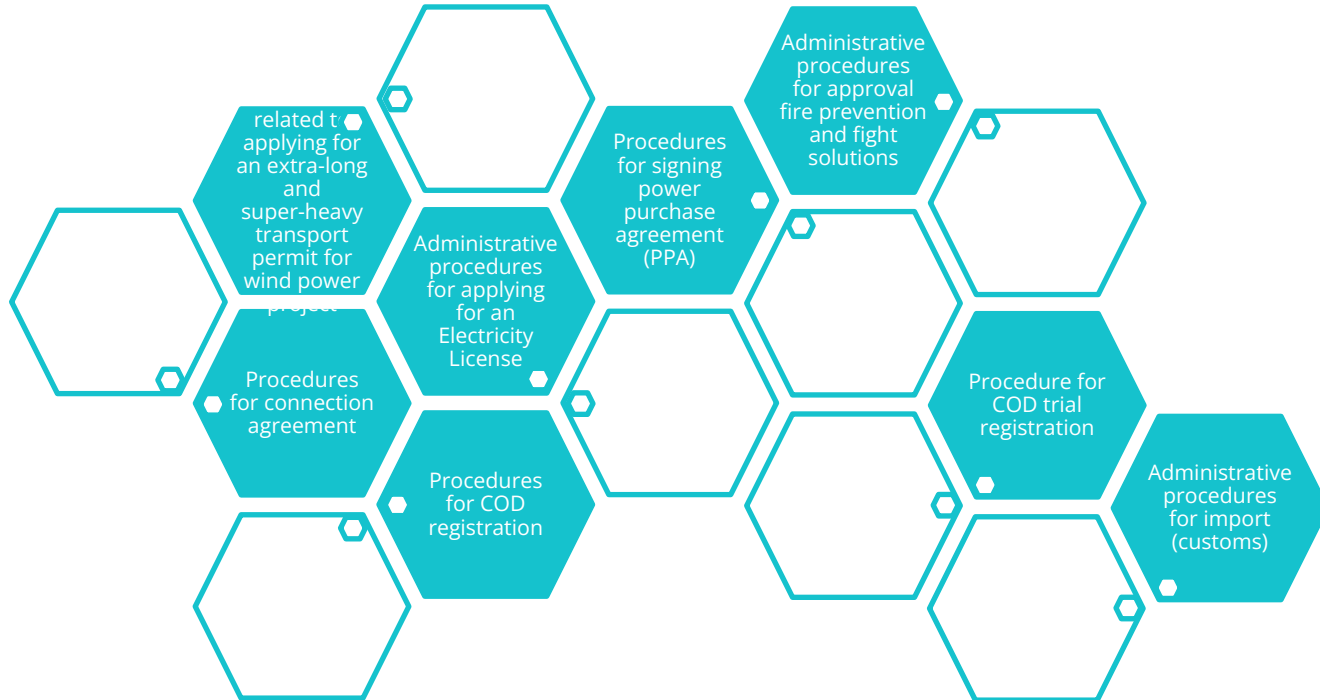 related to
applying for
an extra-long
and
super-heavy
transport
permit for
wind power
project
Administrative
procedures
for applying
for an
Electricity
License
Procedures
for signing
power
purchase
agreement
(PPA)
Administrative
procedures
for approval
fire prevention
and fight
solutions
Procedures
for connection
agreement
Procedures
for COD
registration
Procedure for
COD trial
registration
Administrative
procedures
for import
(customs)